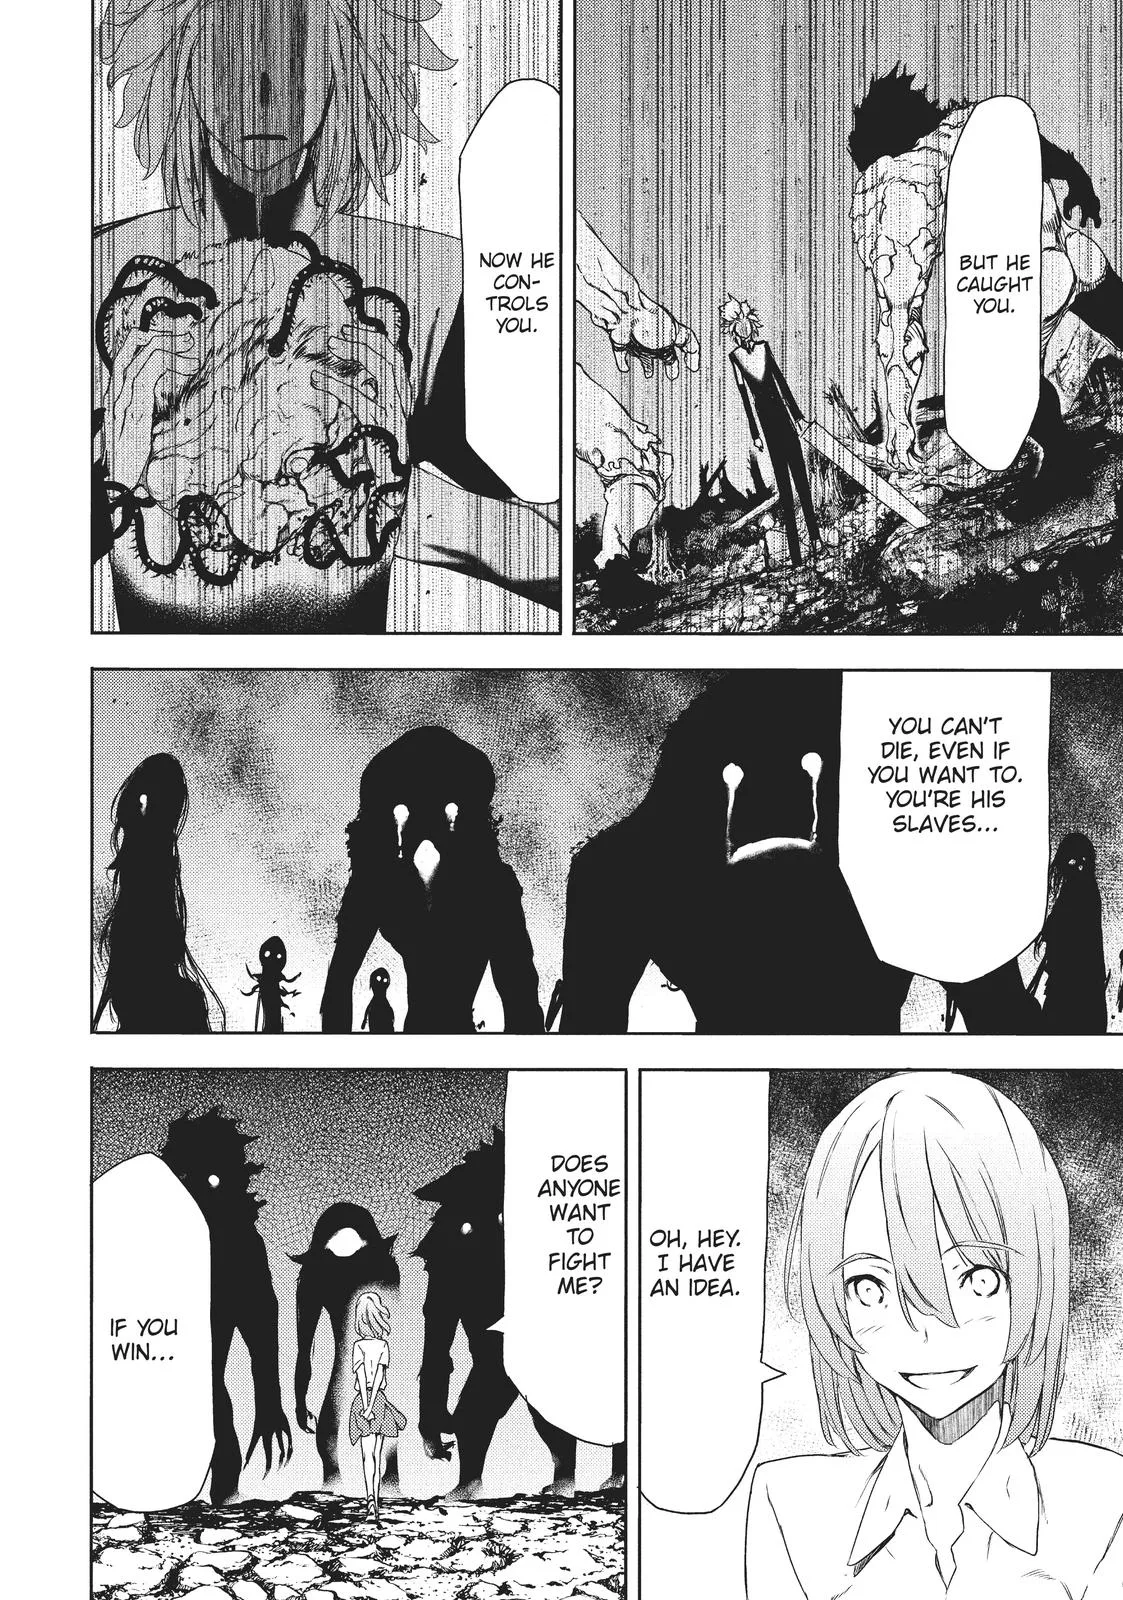 BUT HE
CAUGHT
YOU.
NOW HE
CON-
TROLS
YOU.
YOU CAN'T
DIE, EVEN IF
YOU WANT TO.
YOU'RE HIS
SLAVES...
OH, HEY.
I HAVE
AN IDEA.
DOES
ANYONE
WANT
TO
FIGHT
ME?
IF YOU
WIN...